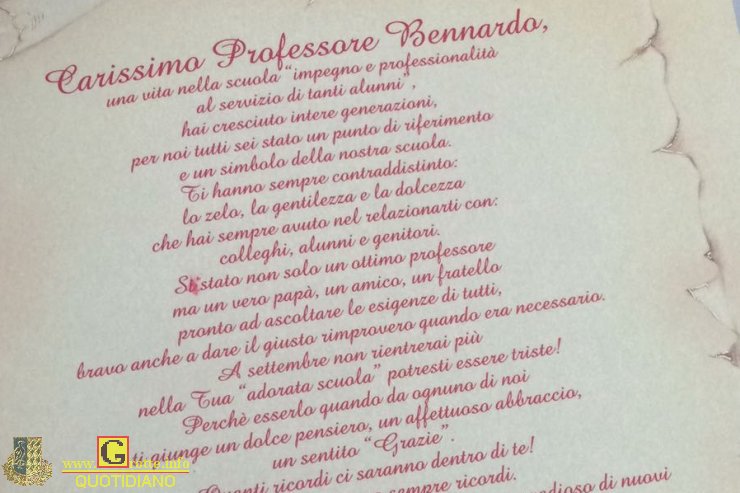 Carissimo Professore Bennardo,
una vita nella scuola "impegno e professionalità
al servizio di tanti alunni",
hai cresciuto intere generazioni,
per noi tutti sei stato un punto di riferimento
e un simbolo della nostra scuola.
Ti hanno sempre contraddistinto:
lo zelo, la gentilezza e la dolcezza
che hai sempre avuto nel relazionarti con:
colleghi, alunni e genitori.
stato non solo un ottimo professore
ma un vero papà, un amico, un fratello
pronto ad ascoltare le esigenze di tutti,
bravo anche a dare il giusto rimprovero quando era necessario.
A settembre non rientrerai più
nella Tua "adorata scuola" potresti essere triste!
Perchè esserlo quando da ognuno di noi
ti giunge un dolce pensiero, un affettuoso abbraccio,
un sentito "Grazie".
Quanti ricordi ci saranno dentro di te!
sempre ricordi.
di nuovi
G
QUOTIDIANO